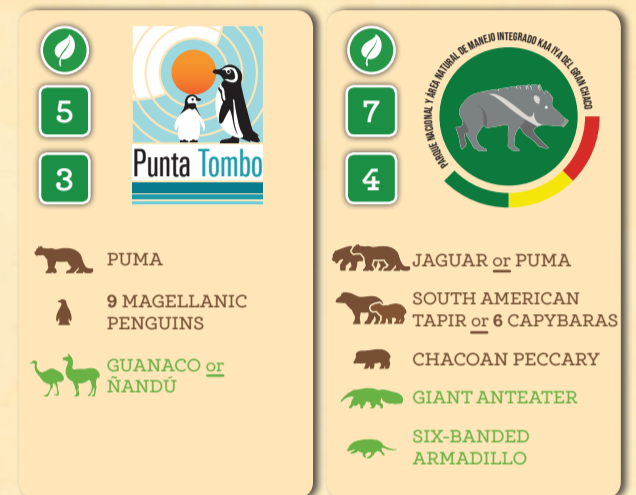 5
3
Punta Tombo
PUMA
9 MAGELLANIC
PENGUINS
GUANACO or
ÑANDÚ
PARQUE NACIONAL Y ÁREA NATURAL DE MANEJO INTEGRADO KAA IYA DEL GRAN CHACO
7
4
JAGUAR or PUMA
SOUTH AMERICAN
TAPIR or 6 CAPYBARAS
CHACOAN PECCARY
GIANT ANTEATER
SIX-BANDED
ARMADILLO